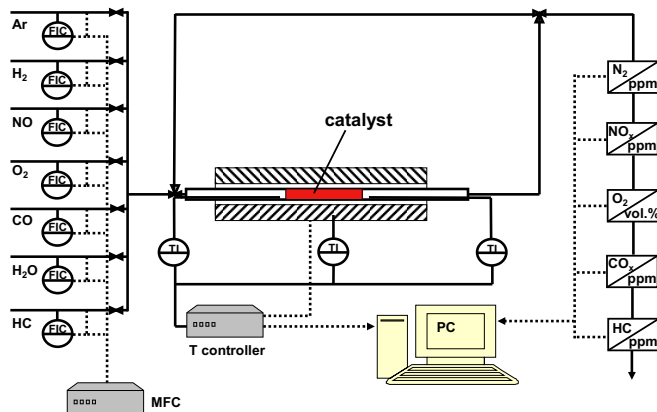 Ar
FIC
H₂
FIC
NO
FIC
O₂
FIC
CO
FIC
H₂O
FIC
HC
FIC
MFC
catalyst
TI
TI
TI
T controller
PC
N₂
ppm
NOₓ
ppm
O₂
vol.%
COₓ
ppm
HC
ppm